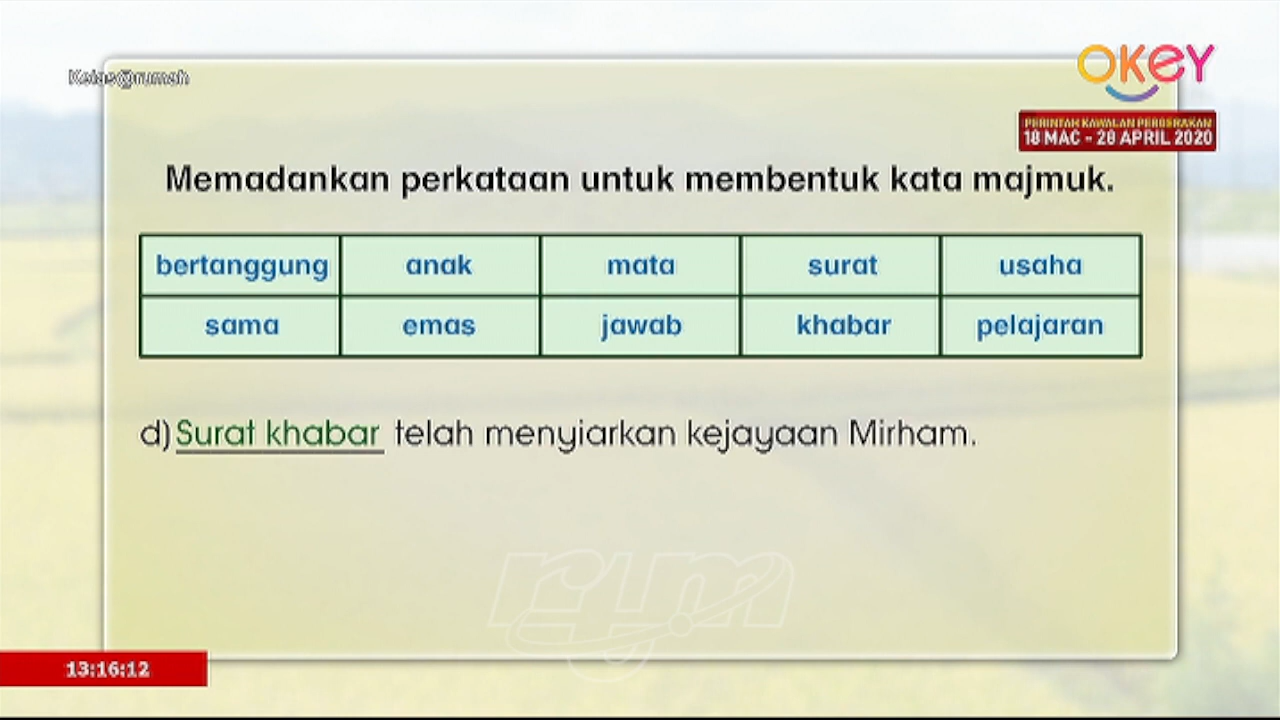 OKEY
Kelas@rumah
PERINTAH KAWALAN PERGERAKAN
18 MAC - 28 APRIL 2020
Memadankan perkataan untuk membentuk kata majmuk.
bertanggung anak mata surat usaha
sama emas jawab khabar pelajaran
d) Surat khabar telah menyiarkan kejayaan Mirham.
rtm
13:16:12